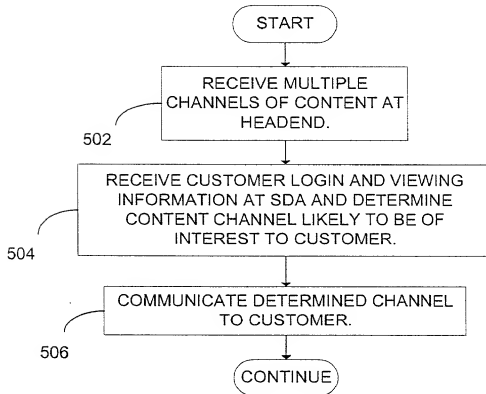 START
RECEIVE MULTIPLE
CHANNELS OF CONTENT AT
HEADEND.
502
RECEIVE CUSTOMER LOGIN AND VIEWING
INFORMATION AT SDA AND DETERMINE
CONTENT CHANNEL LIKELY TO BE OF
INTEREST TO CUSTOMER.
504
COMMUNICATE DETERMINED CHANNEL
TO CUSTOMER.
506
CONTINUE